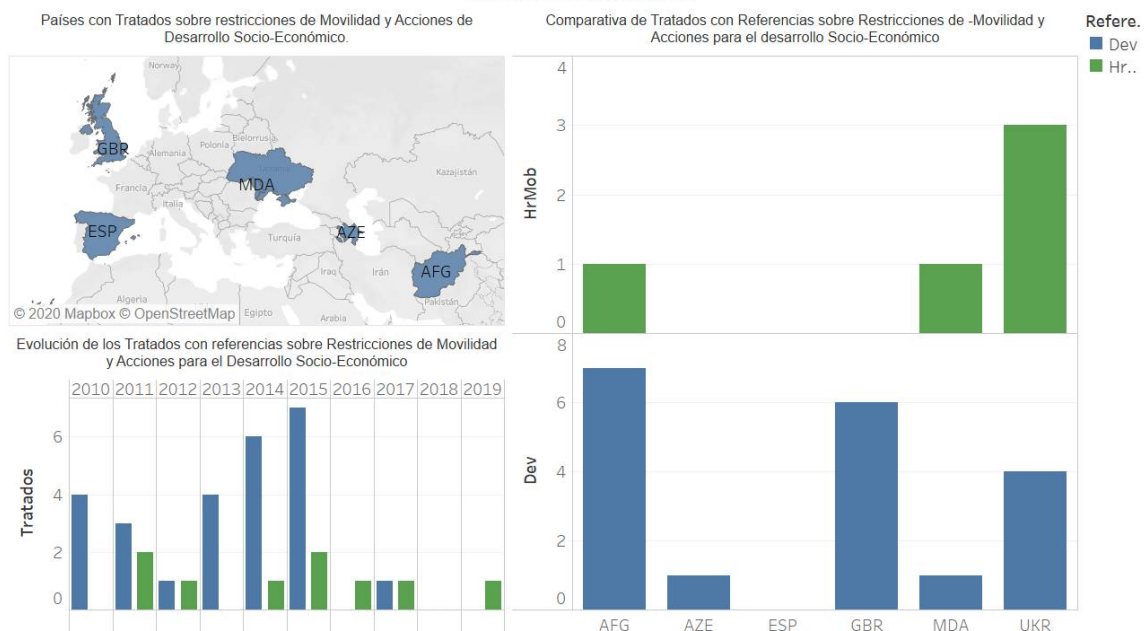 Países con Tratados sobre restricciones de Movilidad y Acciones de
Desarrollo Socio-Económico.
Norway
GBR
Alemania
Polonia
Bielorrusia
MDA
Kazajistán
Francia
Italia
ESP
Turquía
AZE
AFG
Iraq
Irán
Argelia
Pakistán
Egipto
Arabia
© 2020 Mapbox © OpenStreetMap
Evolución de los Tratados con referencias sobre Restricciones de Movilidad
y Acciones para el Desarrollo Socio-Económico
2010 2011 2012 2013 2014 2015 2016 2017 2018 2019
Tratados
6
4
2
0
Comparativa de Tratados con Referencias sobre Restricciones de -Movilidad y
Acciones para el desarrollo Socio-Económico
HrMob
4
3
2
1
0
Dev
8
6
4
2
0
AFG AZE ESP GBR MDA UKR
Refere.
Dev
Hr..